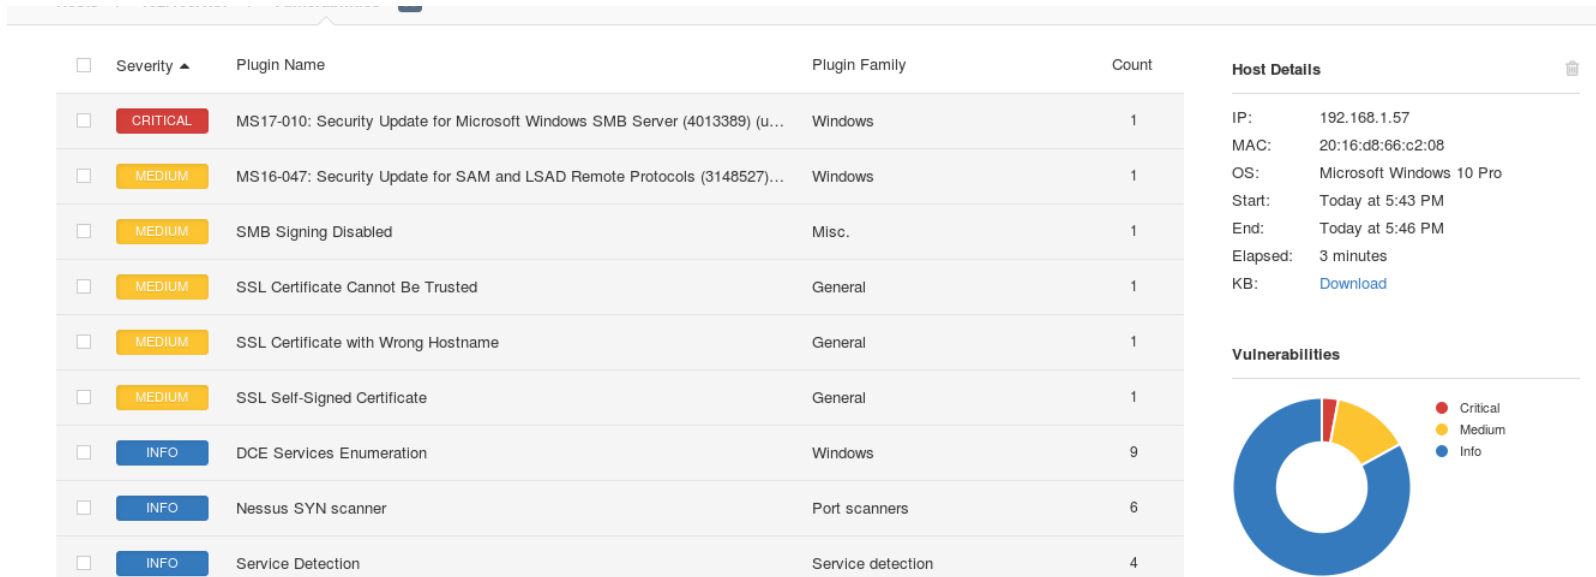 Severity Plugin Name Plugin Family Count
CRITICAL MS17-010: Security Update for Microsoft Windows SMB Server (4013389) (u... Windows 1
MEDIUM MS16-047: Security Update for SAM and LSAD Remote Protocols (3148527)... Windows 1
MEDIUM SMB Signing Disabled Misc. 1
MEDIUM SSL Certificate Cannot Be Trusted General 1
MEDIUM SSL Certificate with Wrong Hostname General 1
MEDIUM SSL Self-Signed Certificate General 1
INFO DCE Services Enumeration Windows 9
INFO Nessus SYN scanner Port scanners 6
INFO Service Detection Service detection 4
Host Details
IP: 192.168.1.57
MAC: 20:16:d8:66:c2:08
OS: Microsoft Windows 10 Pro
Start: Today at 5:43 PM
End: Today at 5:46 PM
Elapsed: 3 minutes
KB: Download
Vulnerabilities
Critical
Medium
Info